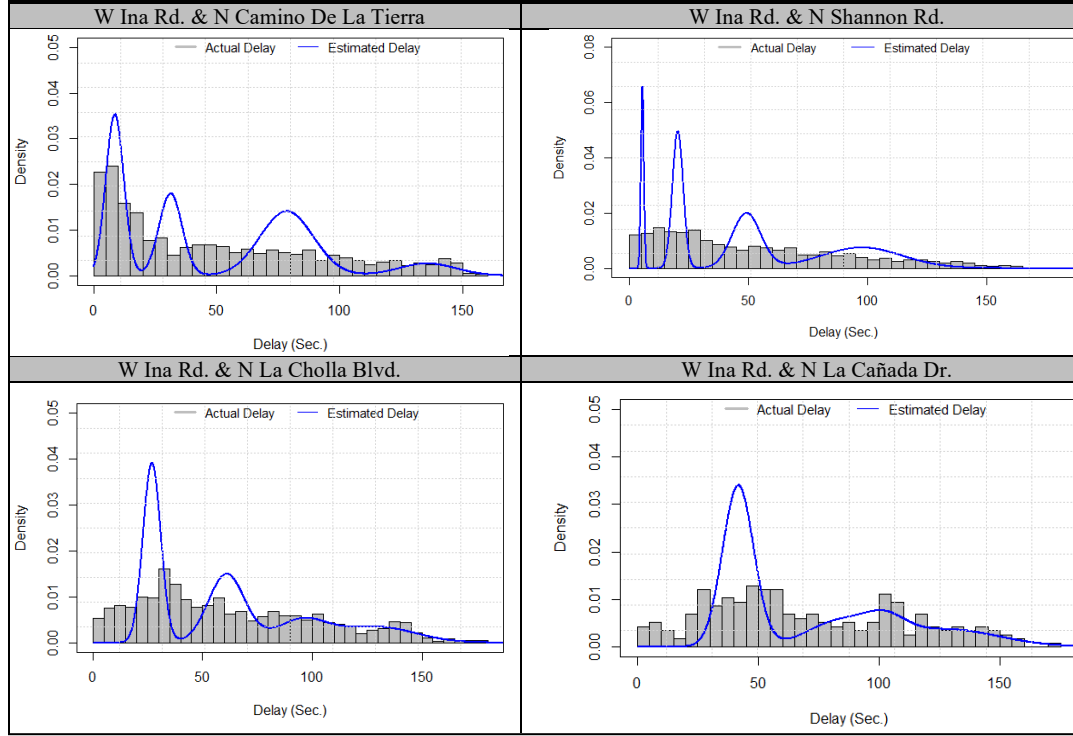 W Ina Rd. & N Camino De La Tierra
Actual Delay Estimated Delay
0.05
0.04
0.03
0.02
0.01
0.00
Density
0 50 100 150
Delay (Sec.)
W Ina Rd. & N Shannon Rd.
Actual Delay Estimated Delay
0.08
0.06
0.04
0.02
0.00
Density
0 50 100 150
Delay (Sec.)
W Ina Rd. & N La Cholla Blvd.
Actual Delay Estimated Delay
0.05
0.04
0.03
0.02
0.01
0.00
Density
0 50 100 150
Delay (Sec.)
W Ina Rd. & N La Cañada Dr.
Actual Delay Estimated Delay
0.05
0.04
0.03
0.02
0.01
0.00
Density
0 50 100 150
Delay (Sec.)